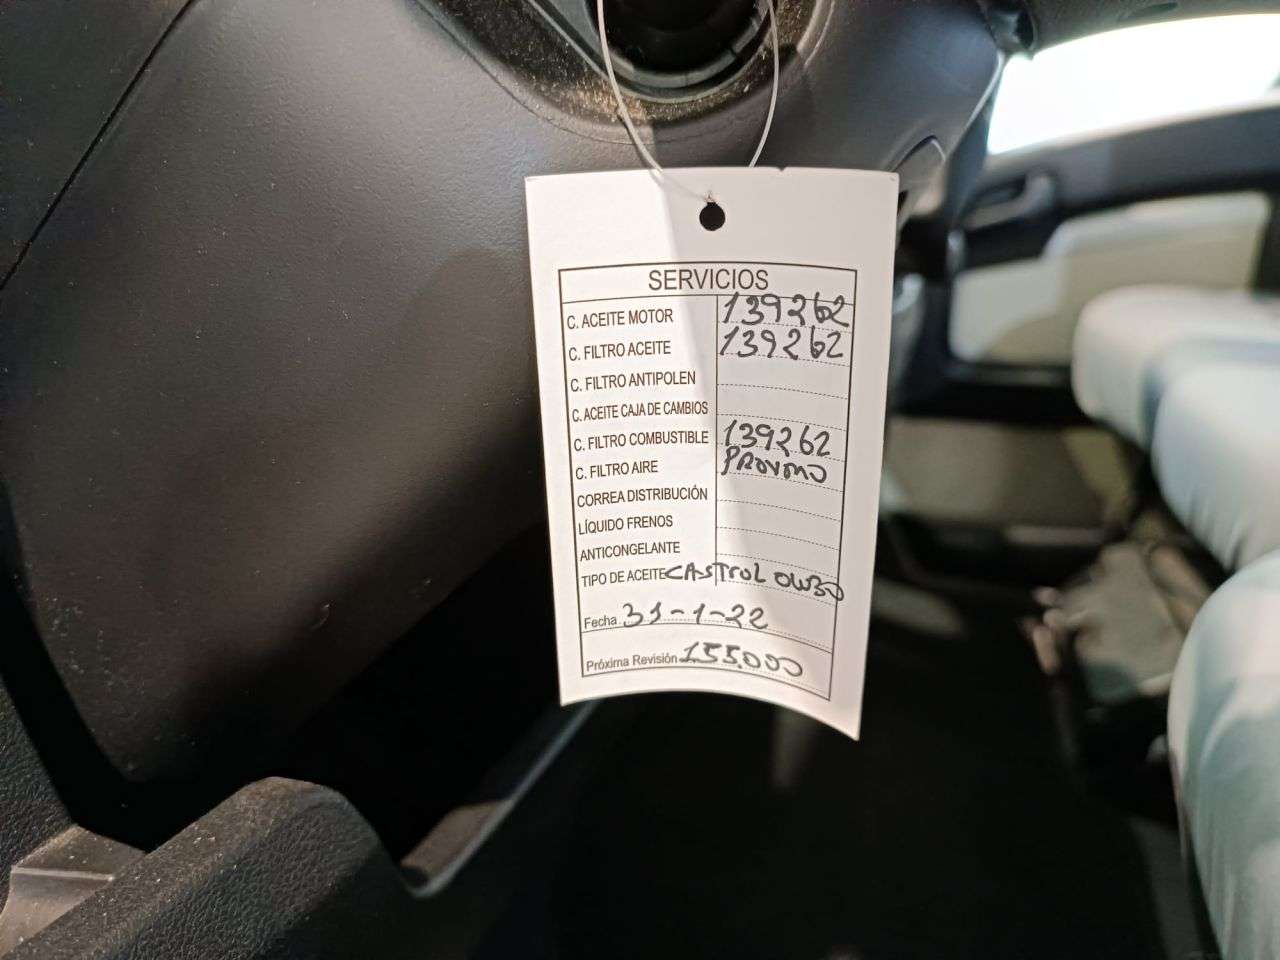 SERVICIOS
C. ACEITE MOTOR 139262
C. FILTRO ACEITE 139262
C. FILTRO ANTIPOLEN
C. ACEITE CAJA DE CAMBIOS
C. FILTRO COMBUSTIBLE 139262
C. FILTRO AIRE
CORREA DISTRIBUCIÓN
LÍQUIDO FRENOS
ANTICONGELANTE
TIPO DE ACEITE CASTROL 0W30
Fecha 31-1-22
Próxima Revisión 155.000